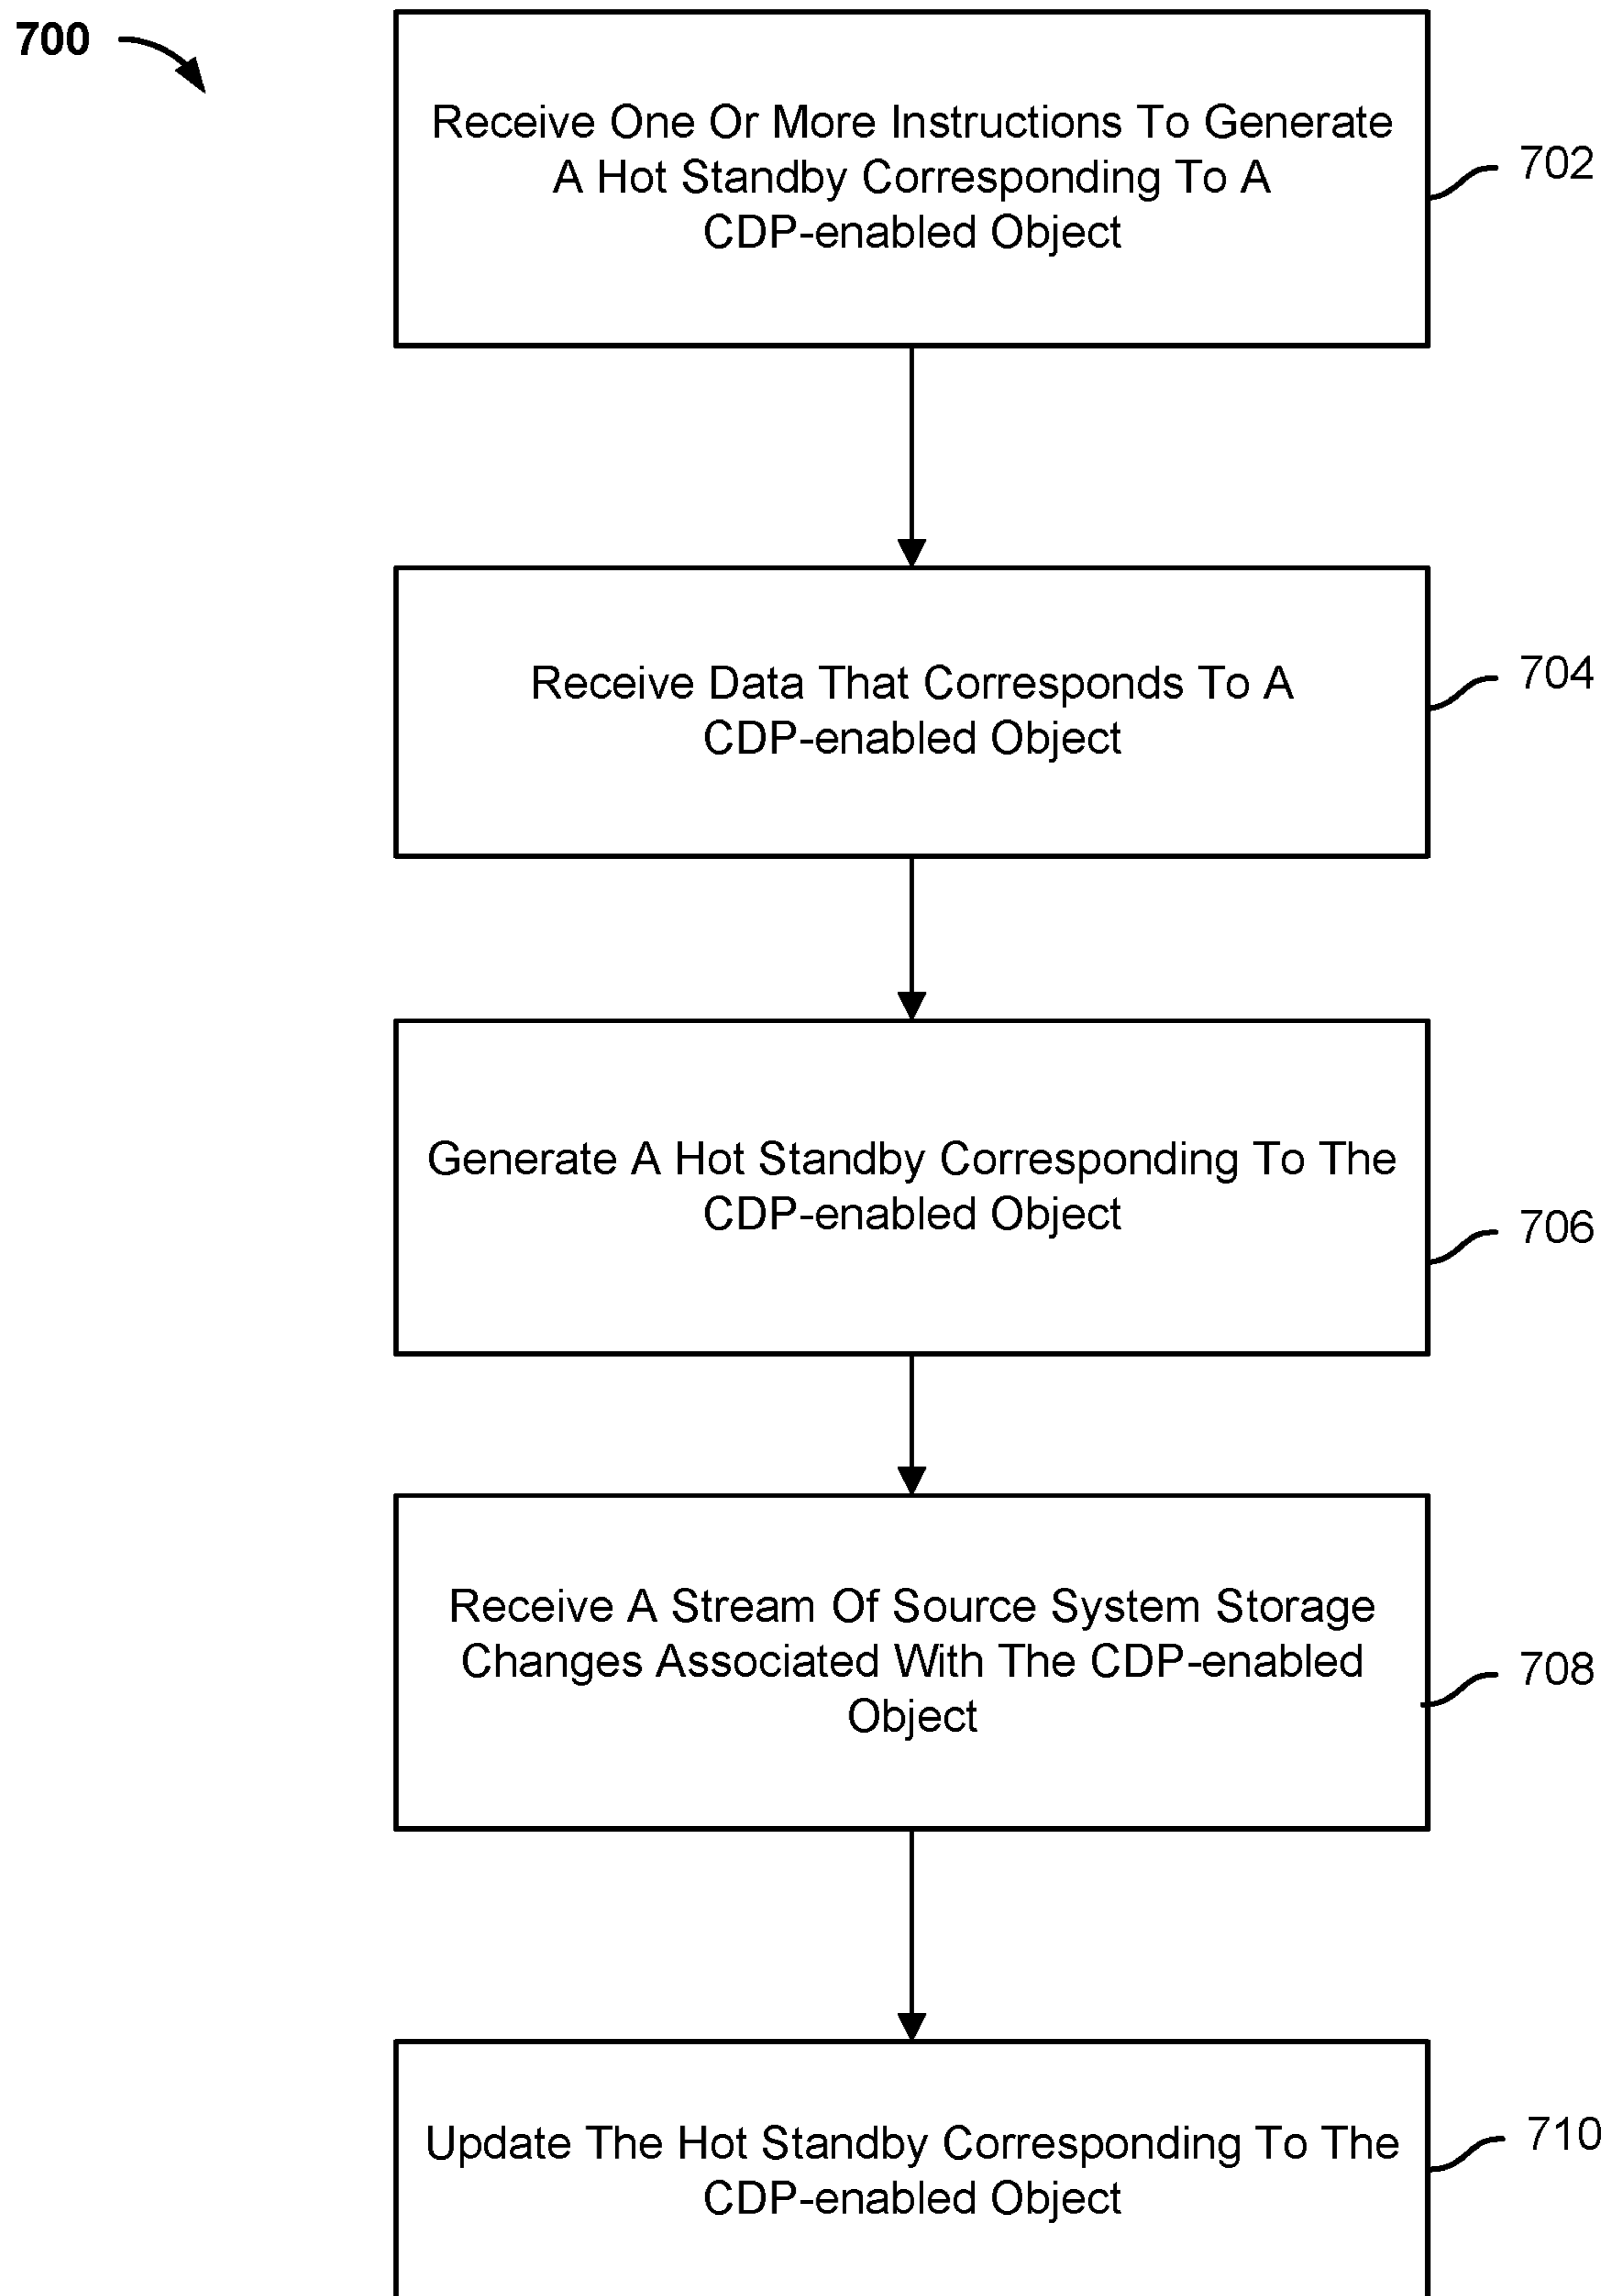 700
Receive One Or More Instructions To Generate
A Hot Standby Corresponding To A
CDP-enabled Object
702
Receive Data That Corresponds To A
CDP-enabled Object
704
Generate A Hot Standby Corresponding To The
CDP-enabled Object
706
Receive A Stream Of Source System Storage
Changes Associated With The CDP-enabled
Object
708
Update The Hot Standby Corresponding To The
CDP-enabled Object
710